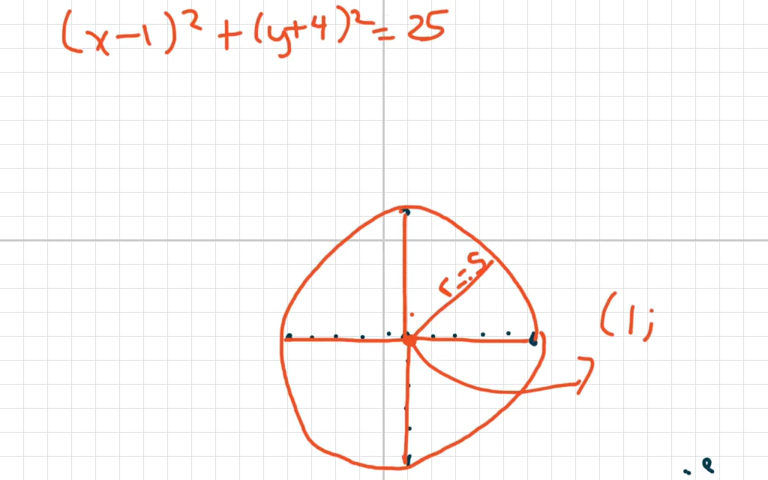 (x-1)² + (y+4)² = 25
r=5
(1;